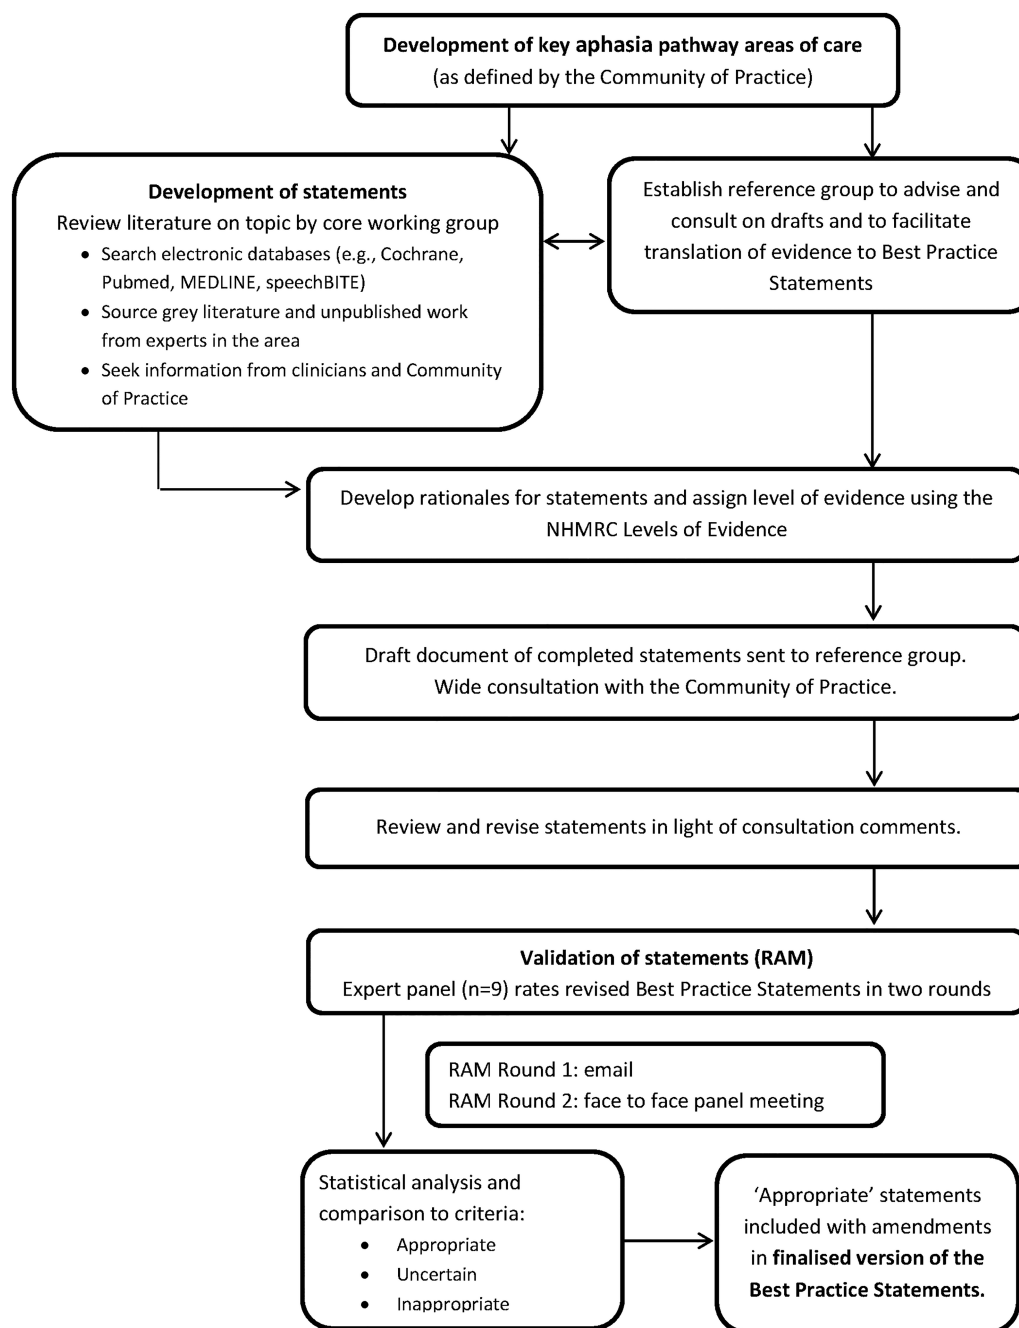 Development of key aphasia pathway areas of care
(as defined by the Community of Practice)
Development of statements
Review literature on topic by core working group
• Search electronic databases (e.g., Cochrane,
Pubmed, MEDLINE, speechBITE)
• Source grey literature and unpublished work
from experts in the area
• Seek information from clinicians and Community
of Practice
Establish reference group to advise and
consult on drafts and to facilitate
translation of evidence to Best Practice
Statements
Develop rationales for statements and assign level of evidence using the
NHMRC Levels of Evidence
Draft document of completed statements sent to reference group.
Wide consultation with the Community of Practice.
Review and revise statements in light of consultation comments.
Validation of statements (RAM)
Expert panel (n=9) rates revised Best Practice Statements in two rounds
RAM Round 1: email
RAM Round 2: face to face panel meeting
Statistical analysis and
comparison to criteria:
• Appropriate
• Uncertain
• Inappropriate
‘Appropriate’ statements
included with amendments
in finalised version of the
Best Practice Statements.